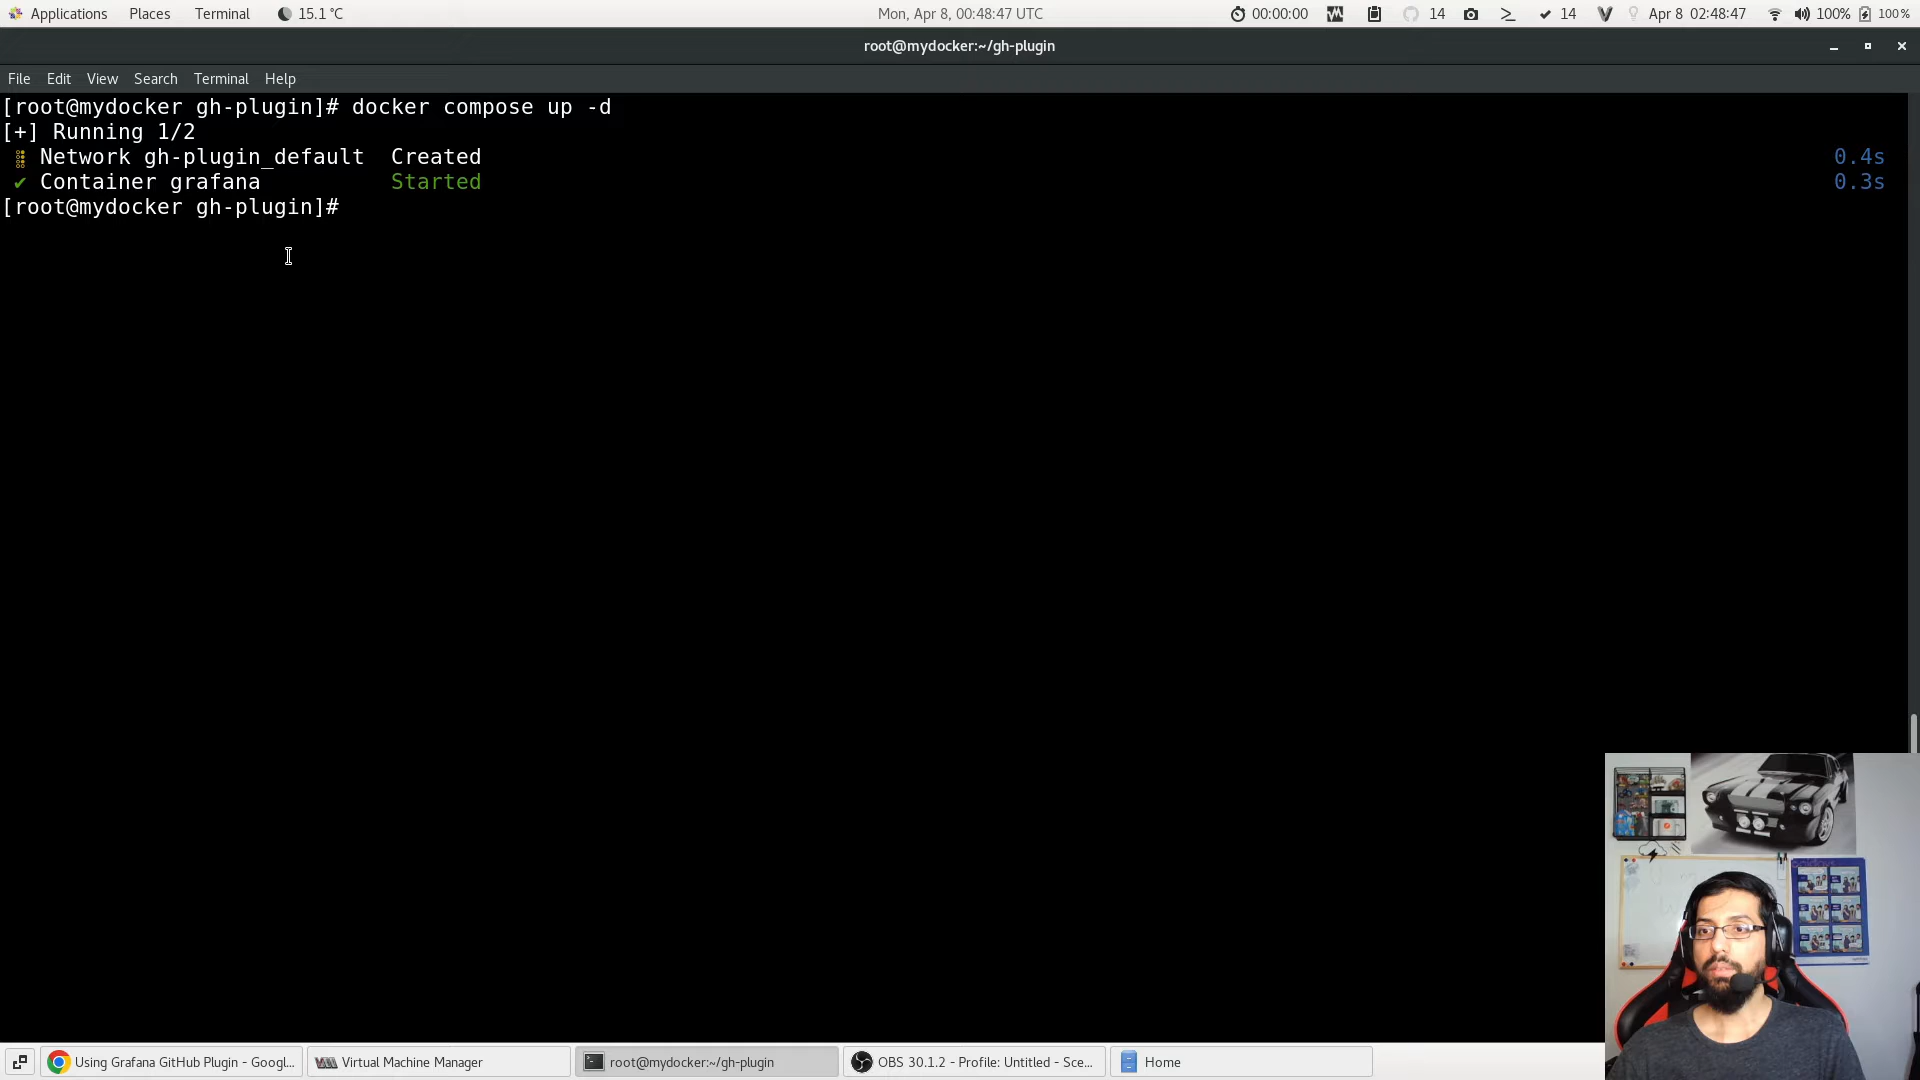 Applications Places Terminal 15.1 °C Mon, Apr 8, 00:48:47 UTC 00:00:00 14 14 Apr 8 02:48:47 100% 100%
root@mydocker:~/gh-plugin
File Edit View Search Terminal Help
[root@mydocker gh-plugin]# docker compose up -d
[+] Running 1/2
Network gh-plugin_default Created 0.4s
✔ Container grafana Started 0.3s
[root@mydocker gh-plugin]#
Using Grafana GitHub Plugin - Googl... Virtual Machine Manager root@mydocker:~/gh-plugin OBS 30.1.2 - Profile: Untitled - Sce... Home